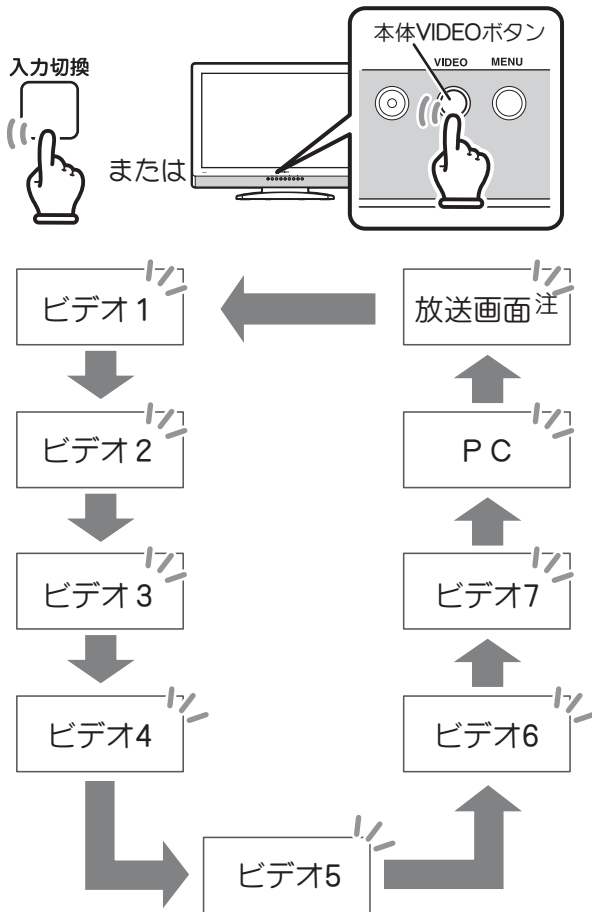 入力切換
または
本体VIDEOボタン
VIDEO MENU
ビデオ1
放送画面注
ビデオ2
PC
ビデオ3
ビデオ7
ビデオ4
ビデオ6
ビデオ5